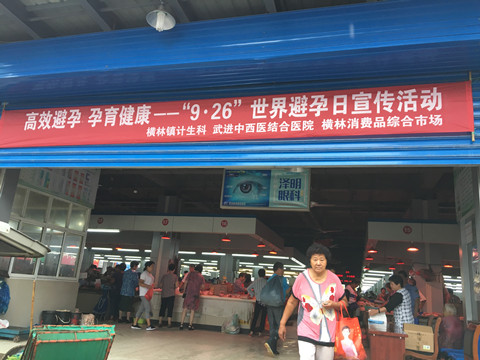 高效避孕 孕育健康——“9·26”世界避孕日宣传活动
横林镇计生科 武进中西医结合医院 横林消费品综合市场
泽明
眼科